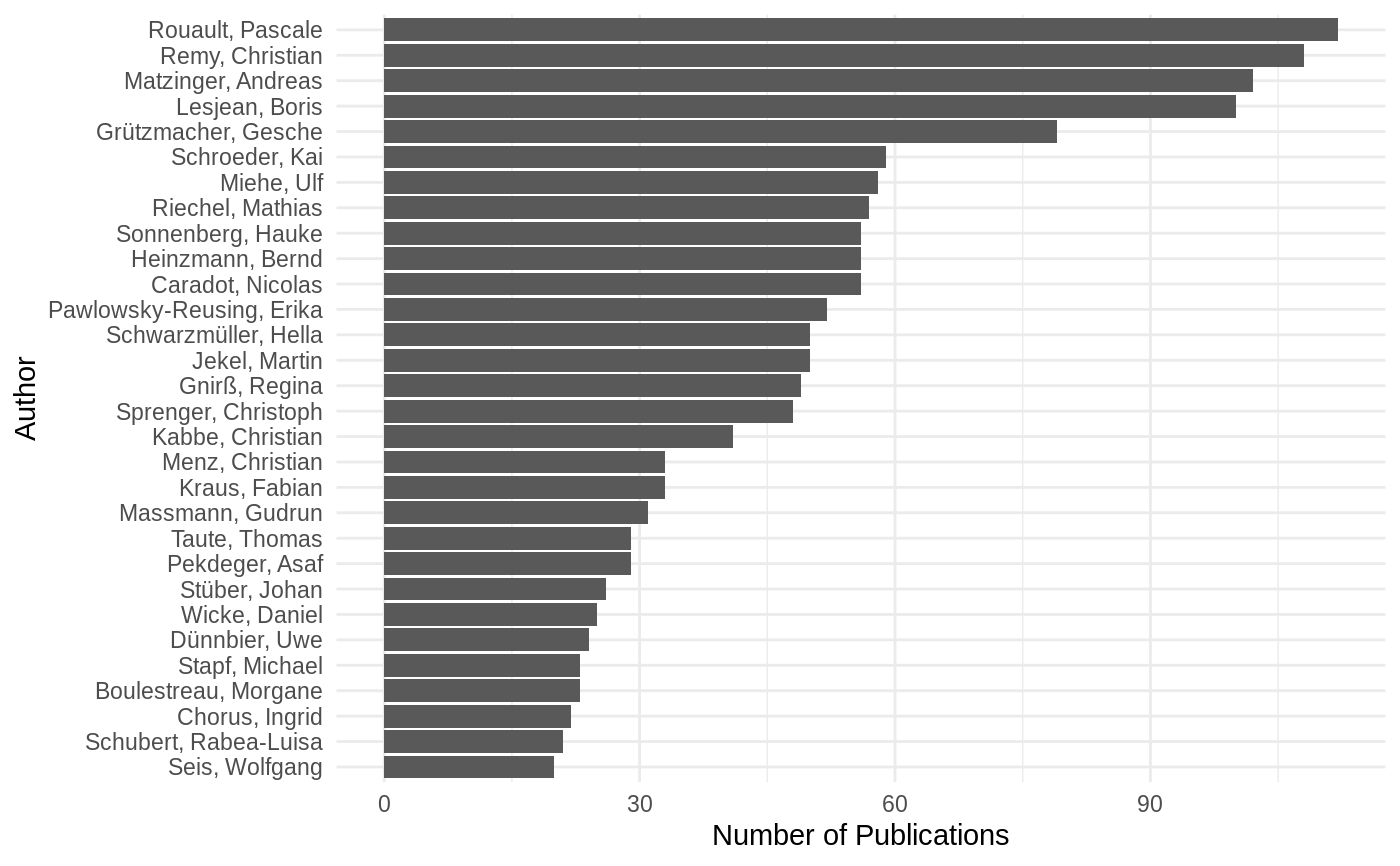 Rouault, Pascale
Remy, Christian
Matzinger, Andreas
Lesjean, Boris
Grützmacher, Gesche
Schroeder, Kai
Miehe, Ulf
Riechel, Mathias
Sonnenberg, Hauke
Heinzmann, Bernd
Caradot, Nicolas
Pawlowsky-Reusing, Erika
Schwarzmüller, Hella
Jekel, Martin
Gnirß, Regina
Sprenger, Christoph
Kabbe, Christian
Menz, Christian
Kraus, Fabian
Massmann, Gudrun
Taute, Thomas
Pekdeger, Asaf
Stüber, Johan
Wicke, Daniel
Dünnbier, Uwe
Stapf, Michael
Boulestreau, Morgane
Chorus, Ingrid
Schubert, Rabea-Luisa
Seis, Wolfgang
Author
0 30 60 90
Number of Publications